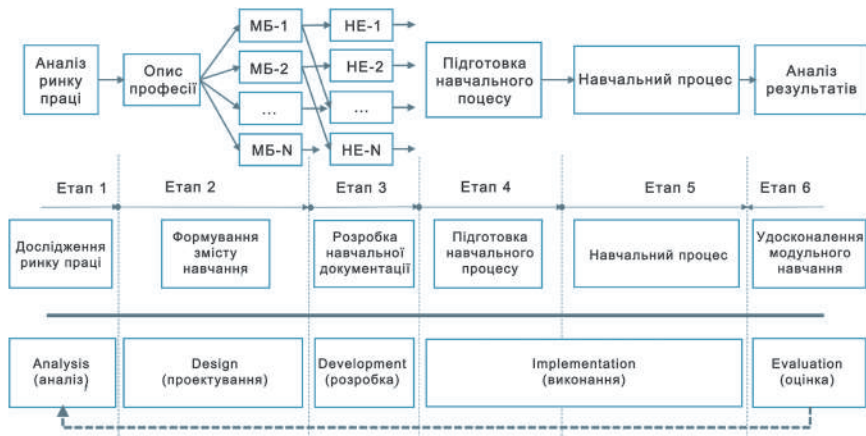 Аналіз
ринку
праці
Опис
професії
МБ-1
МБ-2
...
МБ-N
НЕ-1
НЕ-2
...
НЕ-N
Підготовка
навчального
поцесу
Навчальний процес
Аналіз
результатів
Етап 1
Етап 2
Етап 3
Етап 4
Етап 5
Етап 6
Дослідження
ринку праці
Формування
змісту
навчання
Розробка
навчальної
документації
Підготовка
навчального
процесу
Навчальний процес
Удосконалення
модульного
навчання
Analysis
(аналіз)
Design
(проектування)
Development
(розробка)
Implementation
(виконання)
Evaluation
(оцінка)